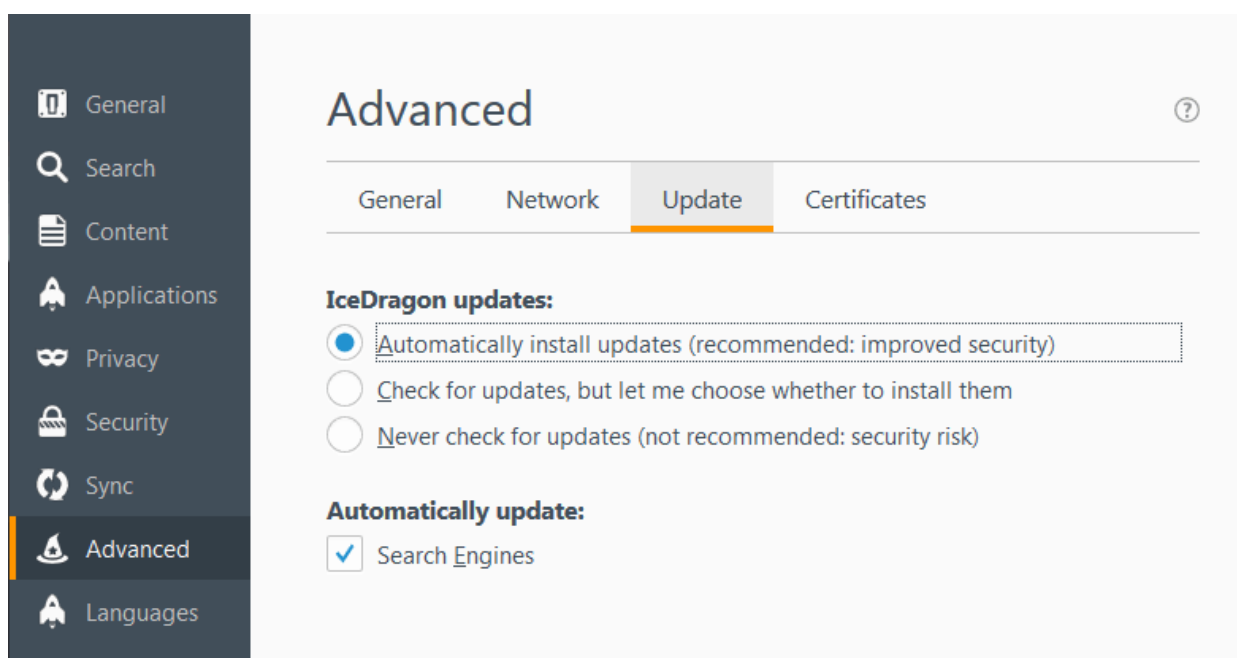 General
Search
Content
Applications
Privacy
Security
Sync
Advanced
Languages
Advanced
?
General Network Update Certificates
IceDragon updates:
Automatically install updates (recommended: improved security)
Check for updates, but let me choose whether to install them
Never check for updates (not recommended: security risk)
Automatically update:
Search Engines